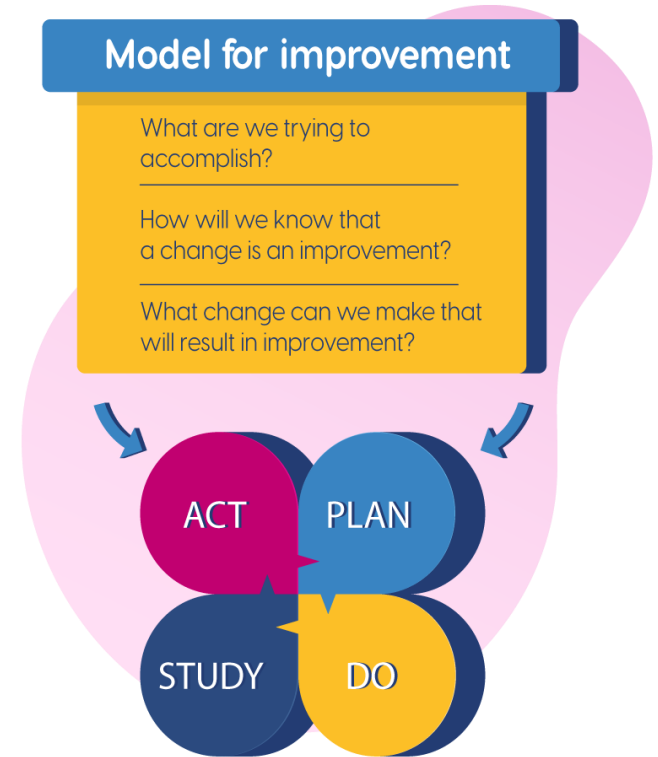 Model for improvement
What are we trying to
accomplish?
How will we know that
a change is an improvement?
What change can we make that
will result in improvement?
ACT
PLAN
STUDY
DO